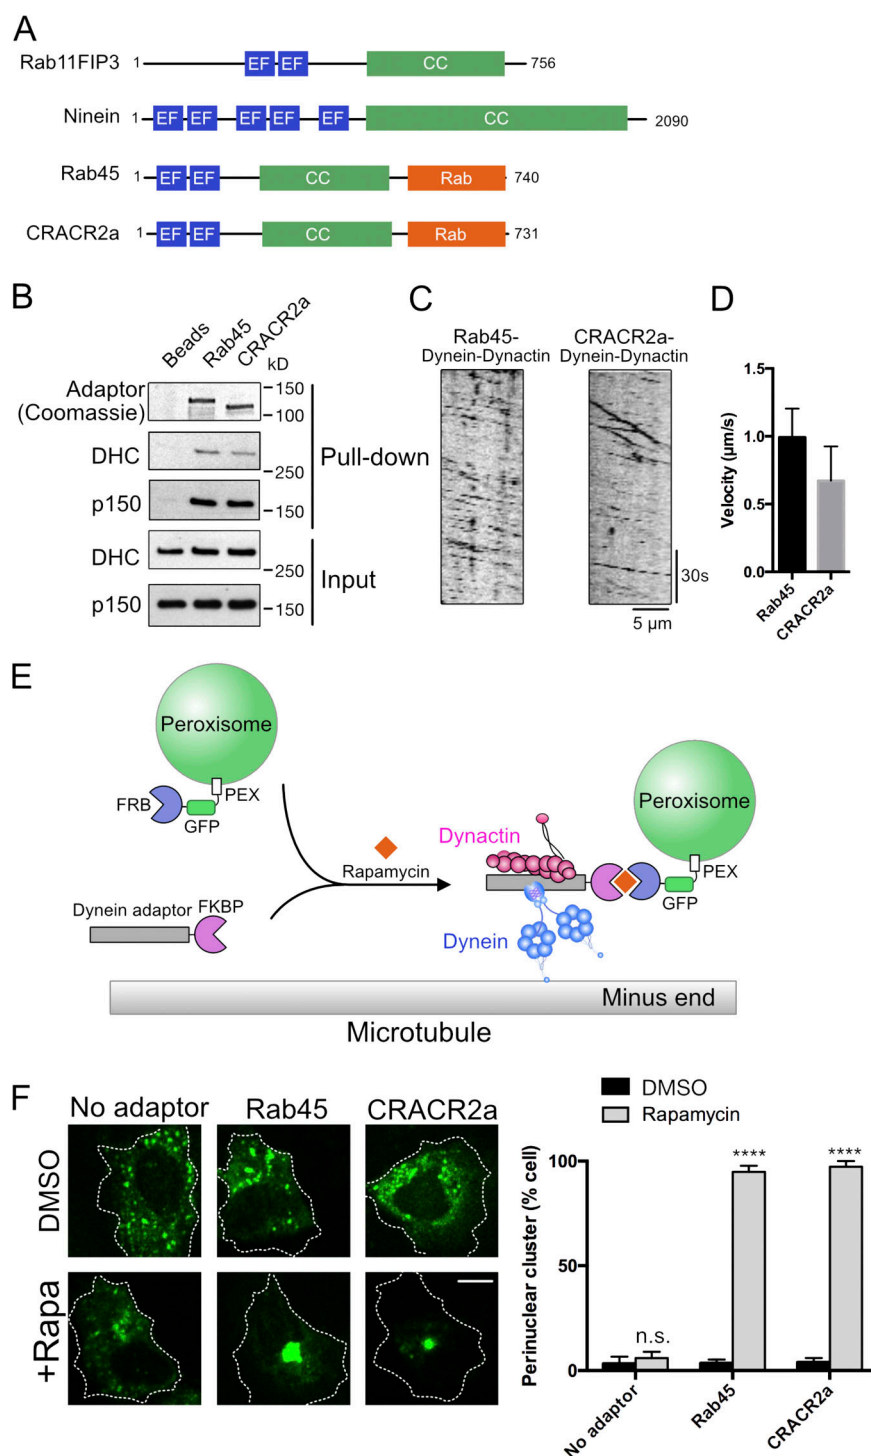 A
Rab11FIP3 1 EF EF CC 756
Ninein 1 EF EF EF EF EF CC 2090
Rab45 1 EF EF CC Rab 740
CRACR2a 1 EF EF CC Rab 731
B
Beads Rab45 CRACR2a kD
Adaptor
(Coomassie)
150
100
DHC
250
p150
150
Pull-down
DHC
250
p150
150
Input
C
Rab45-
Dynein-Dynactin
CRACR2a-
Dynein-Dynactin
30s
5 μm
D
Velocity (μm/s)
1.5
1.0
0.5
0.0
Rab45
CRACR2a
E
Peroxisome
FRB
PEX
GFP
Dynein adaptor FKBP
Rapamycin
Dynactin
Dynein
Peroxisome
PEX
GFP
Minus end
Microtubule
F
No adaptor Rab45 CRACR2a
DMSO
+Rapa
DMSO
Rapamycin
Perinuclear cluster (% cell)
100
50
0
n.s.
****
****
No adaptor
Rab45
CRACR2a